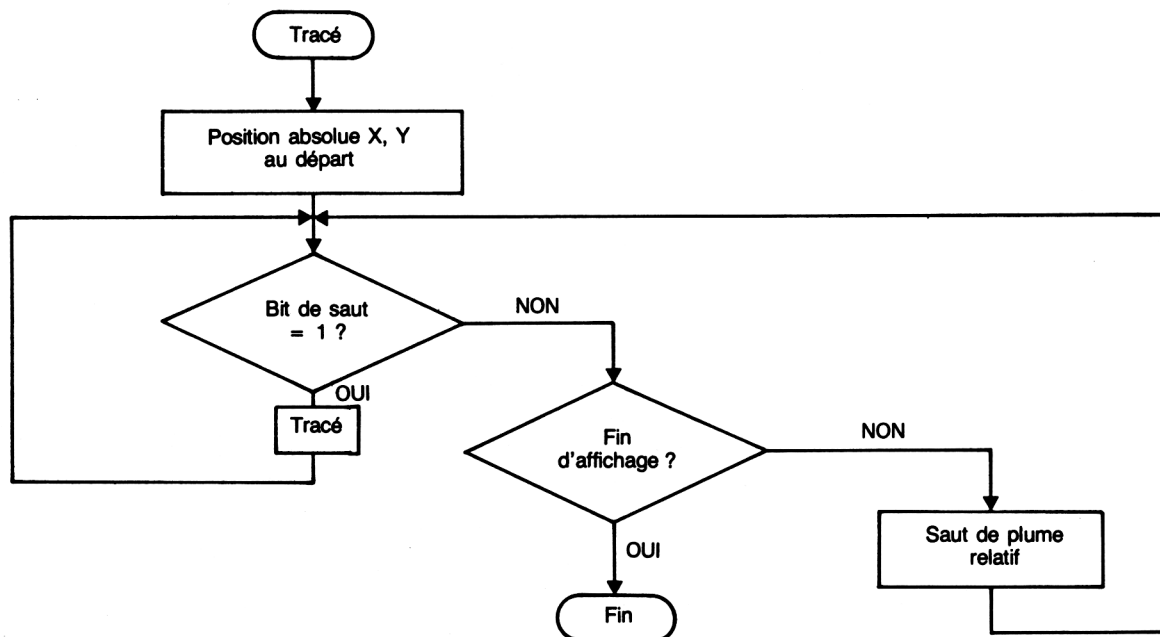 Tracé
Position absolue X, Y
au départ
Bit de saut
= 1 ?
NON
OUI
Tracé
Fin
d'affichage ?
NON
OUI
Saut de plume
relatif
Fin